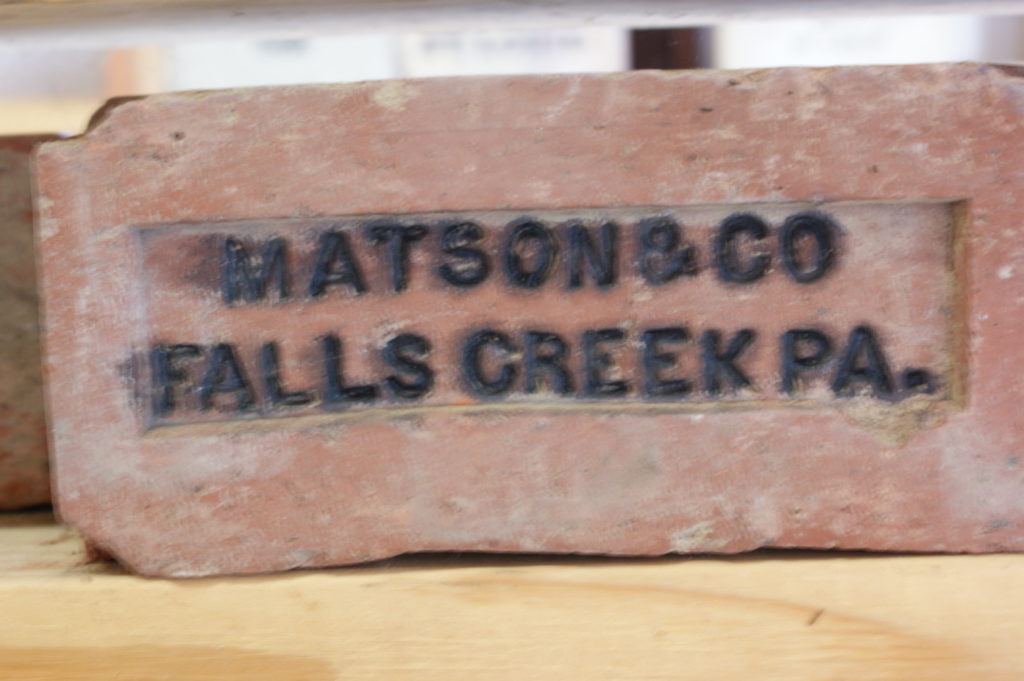 MATSON & CO
FALLS CREEK PA.